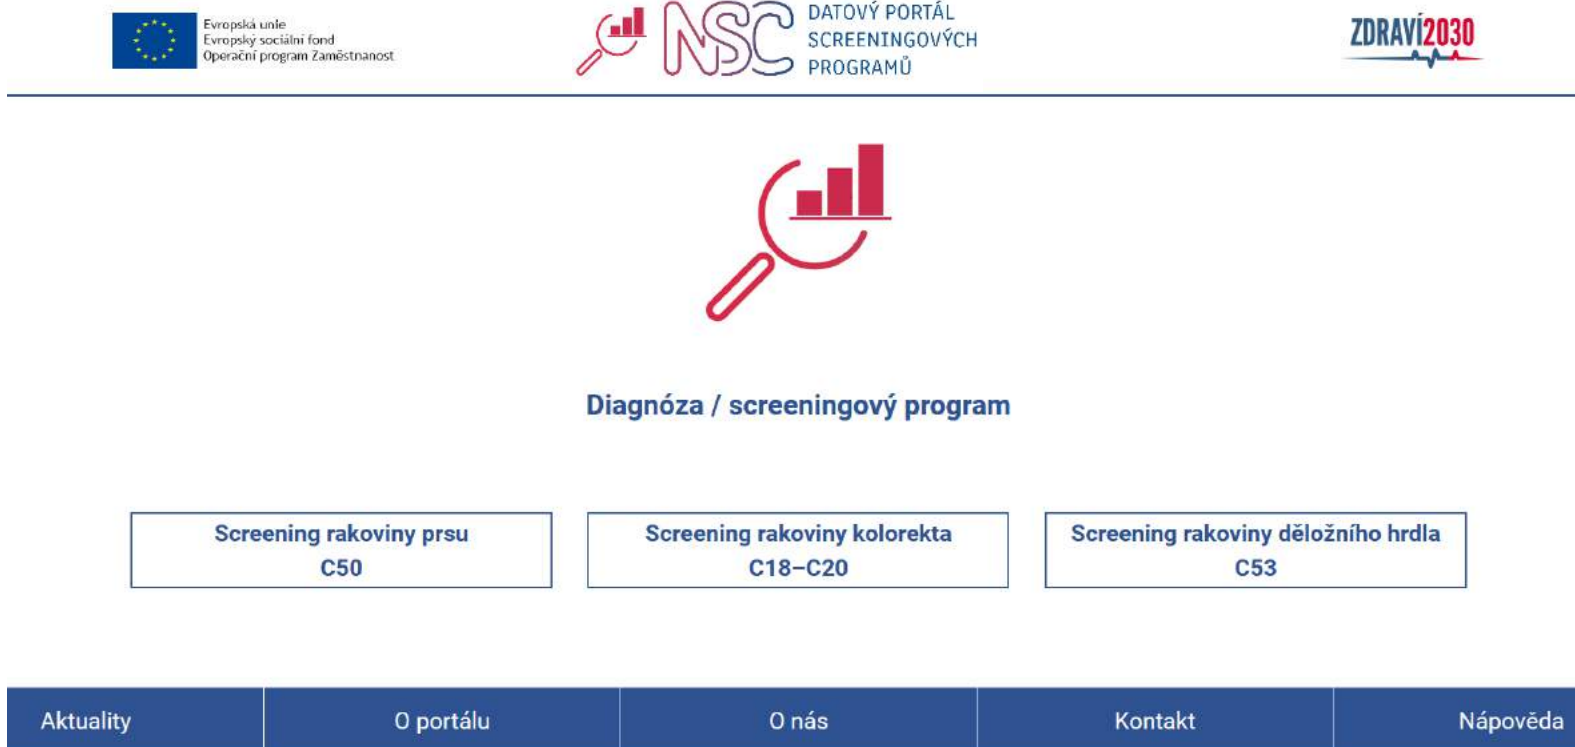 Evropská unie
Evropský sociální fond
Operační program Zaměstnanost
NSC
DATOVÝ PORTÁL
SCREENINGOVÝCH
PROGRAMŮ
ZDRAVÍ2030
Diagnóza / screeningový program
Screening rakoviny prsu
C50
Screening rakoviny kolorekta
C18–C20
Screening rakoviny děložního hrdla
C53
Aktuality
O portálu
O nás
Kontakt
Nápověda